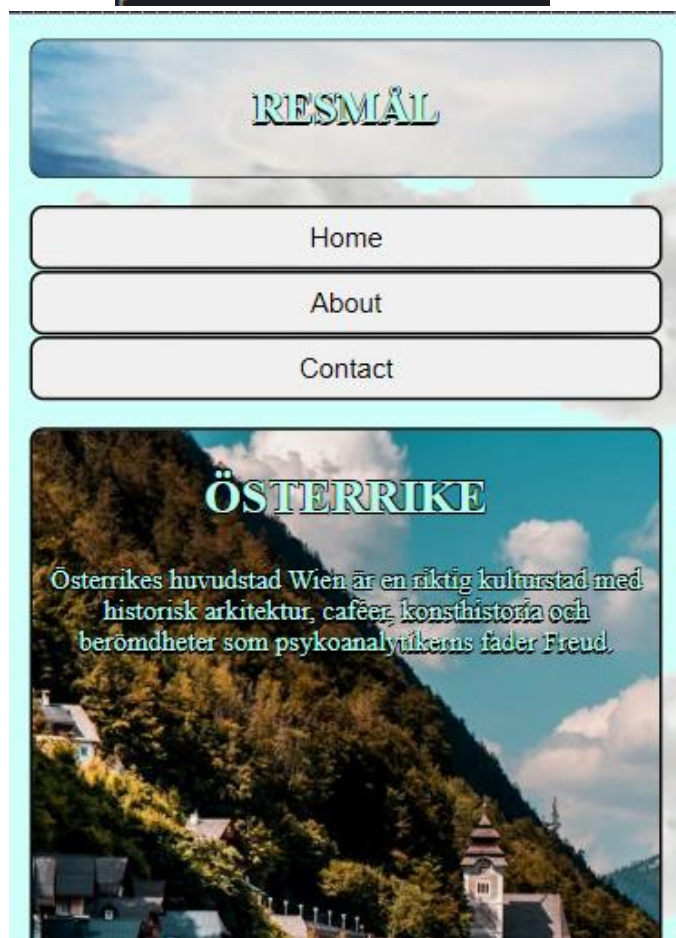 RESMÅL
Home
About
Contact
ÖSTERRIKE
Österrikes huvudstad Wien är en riktig kulturstad med
historisk arkitektur, caféer, konsthistoria och
berömdheter som psykoanalytikerns fader Freud.